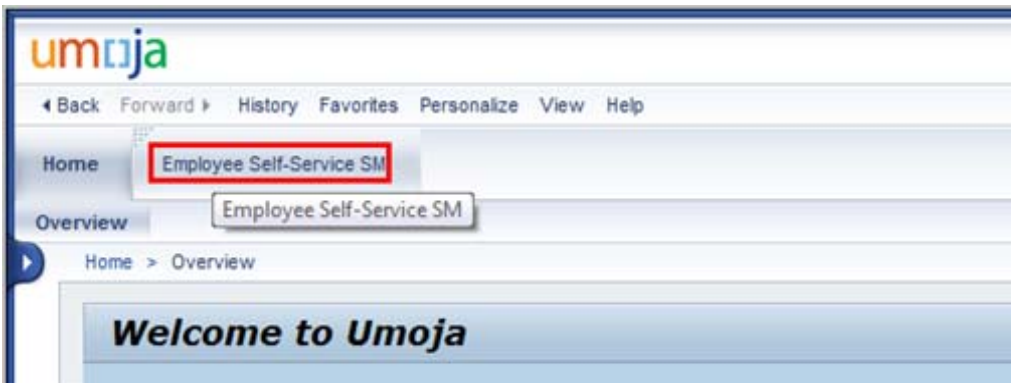 umoja
Back Forward History Favorites Personalize View Help
Home Employee Self-Service SM
Employee Self-Service SM
Overview
Home > Overview
Welcome to Umoja